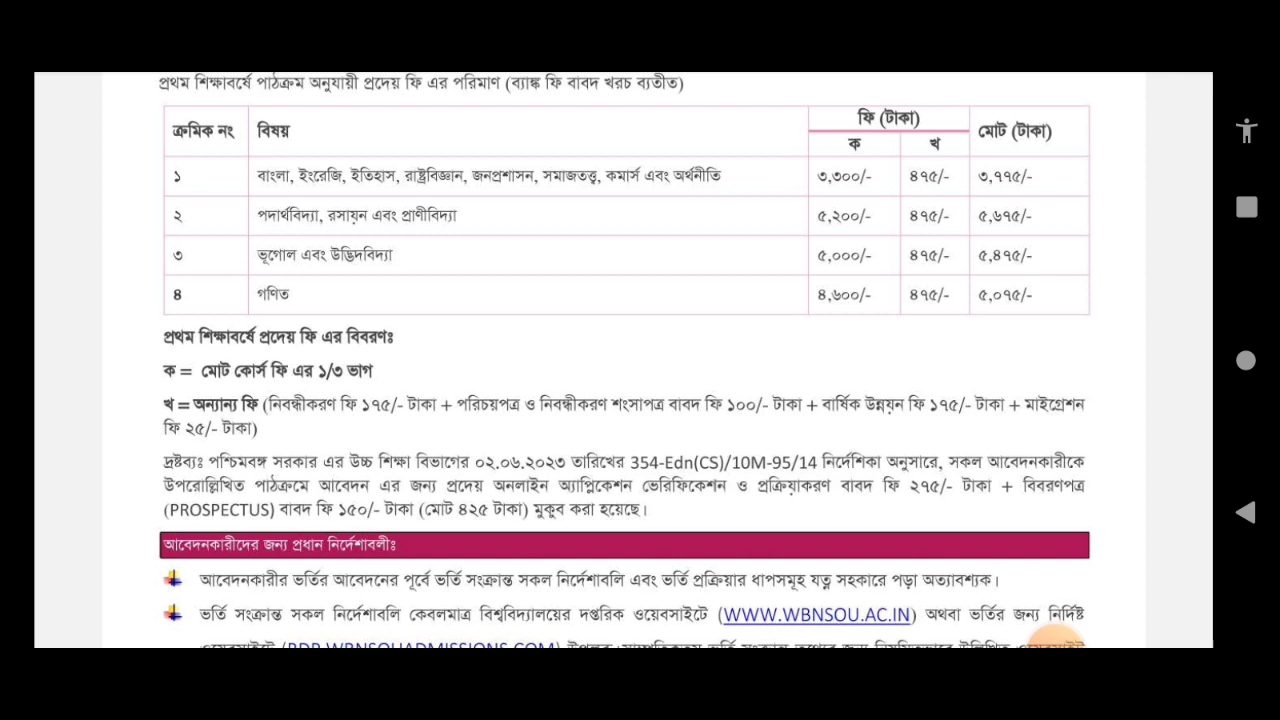 প্রথম শিক্ষাবর্ষে পাঠক্রম অনুযায়ী প্রদেয় ফি এর পরিমাণ (ব্যাঙ্ক ফি বাবদ খরচ ব্যতীত)
ক্রমিক নং বিষয় ফি (টাকা) মোট (টাকা)
ক খ
১ বাংলা, ইংরেজি, ইতিহাস, রাষ্ট্রবিজ্ঞান, জনপ্রশাসন, সমাজতত্ত্ব, কমার্স এবং অর্থনীতি ৩,৩০০/- ৪৭৫/- ৩,৭৭৫/-
২ পদার্থবিদ্যা, রসায়ন এবং প্রাণীবিদ্যা ৫,২০০/- ৪৭৫/- ৫,৬৭৫/-
৩ ভূগোল এবং উদ্ভিদবিদ্যা ৫,০০০/- ৪৭৫/- ৫,৪৭৫/-
৪ গণিত ৪,৬০০/- ৪৭৫/- ৫,০৭৫/-
প্রথম শিক্ষাবর্ষে প্রদেয় ফি এর বিবরণঃ
ক = মোট কোর্স ফি এর ১/৩ ভাগ
খ = অন্যান্য ফি (নিবন্ধীকরণ ফি ১৭৫/- টাকা + পরিচয়পত্র ও নিবন্ধীকরণ শংসাপত্র বাবদ ফি ১০০/- টাকা + বার্ষিক উন্নয়ন ফি ১৭৫/- টাকা + মাইগ্রেশন
ফি ২৫/- টাকা)
দ্রষ্টব্যঃ পশ্চিমবঙ্গ সরকার এর উচ্চ শিক্ষা বিভাগের ০২.০৬.২০২৩ তারিখের 354-Edn(CS)/10M-95/14 নির্দেশিকা অনুসারে, সকল আবেদনকারীকে
উপরোল্লিখিত পাঠক্রমে আবেদন এর জন্য প্রদেয় অনলাইন অ্যাপ্লিকেশন ভেরিফিকেশন ও প্রক্রিয়াকরণ বাবদ ফি ২৭৫/- টাকা + বিবরণপত্র
(PROSPECTUS) বাবদ ফি ১৫০/- টাকা (মোট ৪২৫ টাকা) মুকুব করা হয়েছে।
আবেদনকারীদের জন্য প্রধান নির্দেশাবলীঃ
আবেদনকারীর ভর্তির আবেদনের পূর্বে ভর্তি সংক্রান্ত সকল নির্দেশাবলি এবং ভর্তি প্রক্রিয়ার ধাপসমূহ যত্ন সহকারে পড়া অত্যাবশ্যক।
ভর্তি সংক্রান্ত সকল নির্দেশাবলি কেবলমাত্র বিশ্ববিদ্যালয়ের দপ্তরিক ওয়েবসাইটে (WWW.WBNSOU.AC.IN) অথবা ভর্তির জন্য নির্দিষ্ট